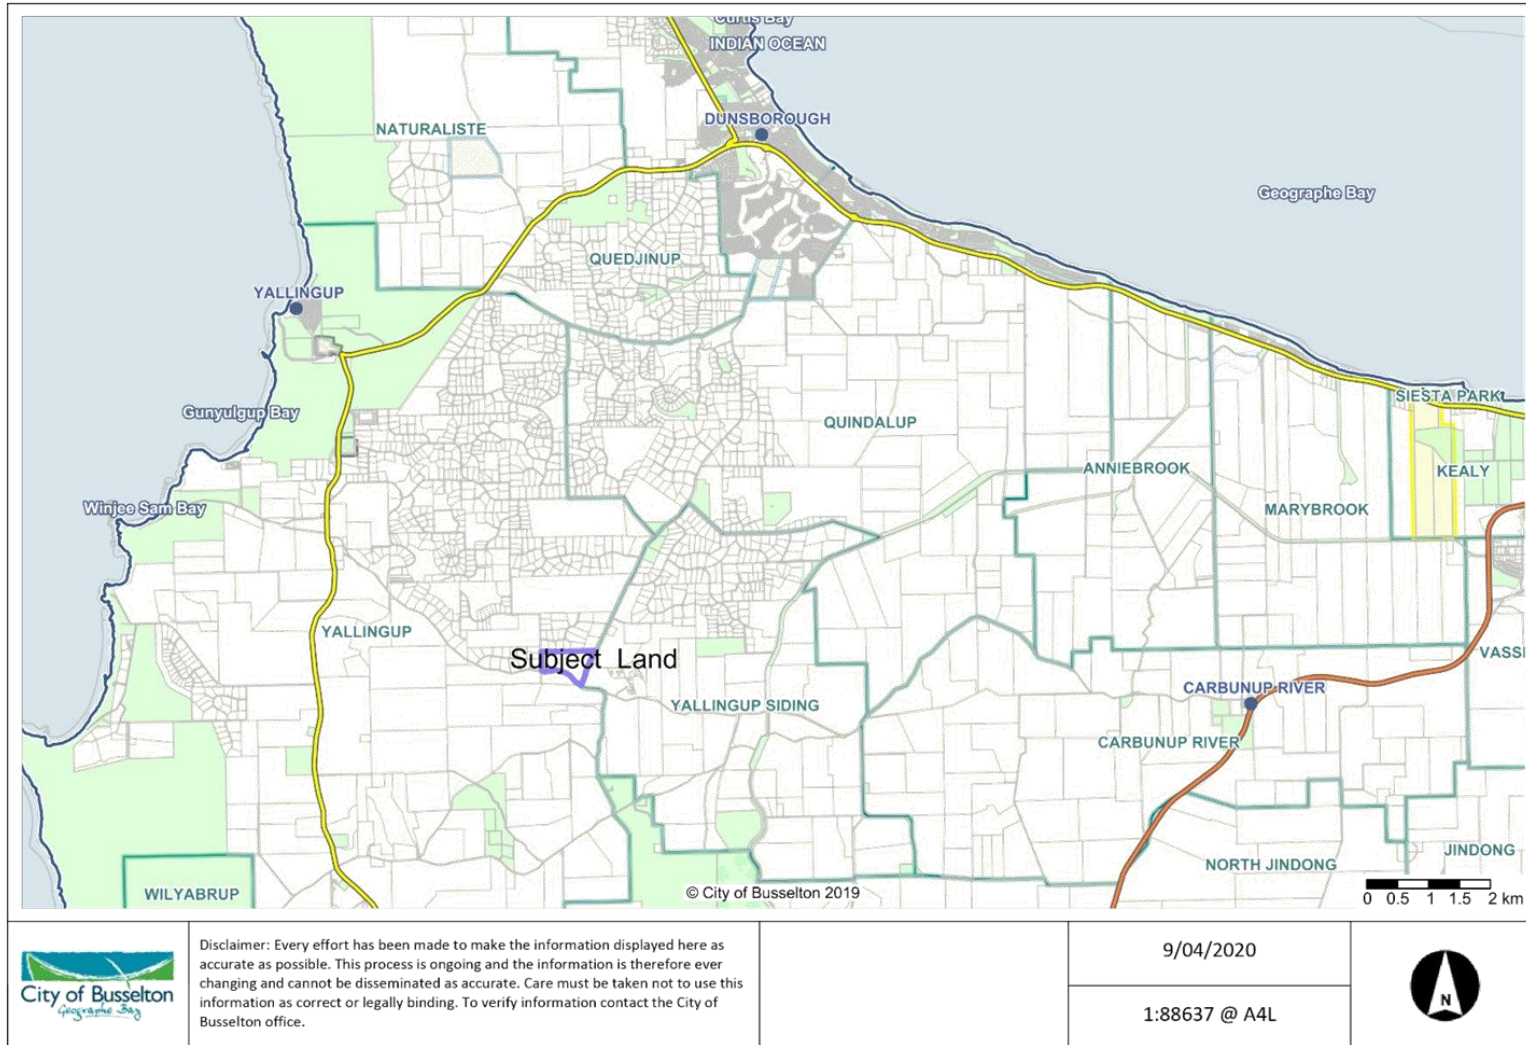 Curtis Bay
INDIAN OCEAN
DUNSBOROUGH
NATURALISTE
Geographe Bay
QUEDJINUP
YALLINGUP
Gunyulgup Bay
SIESTA PARK
QUINDALUP
ANNIEBROOK
KEALY
Winjee Sam Bay
MARYBROOK
YALLINGUP
Subject Land
VASSE
CARBUNUP RIVER
YALLINGUP SIDING
CARBUNUP RIVER
JINDONG
NORTH JINDONG
WILYABRUP
© City of Busselton 2019
0 0.5 1 1.5 2 km
City of Busselton
Geographe Bay
Disclaimer: Every effort has been made to make the information displayed here as
accurate as possible. This process is ongoing and the information is therefore ever
changing and cannot be disseminated as accurate. Care must be taken not to use this
information as correct or legally binding. To verify information contact the City of
Busselton office.
9/04/2020
1:88637 @ A4L
N